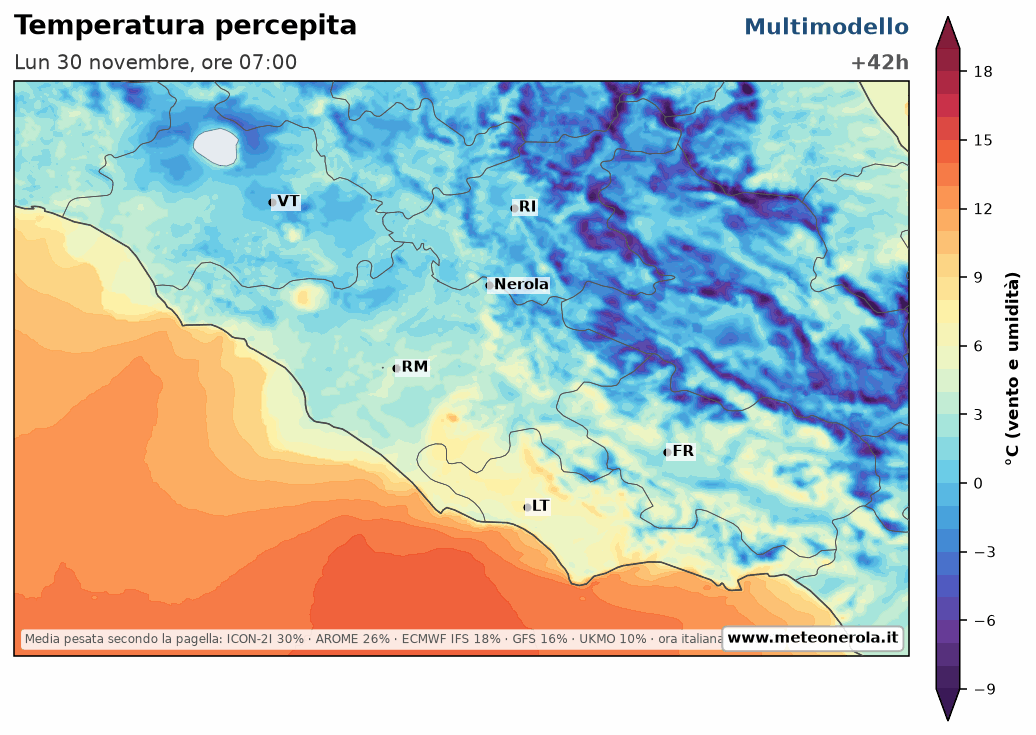 Temperatura percepita
Multimodello
Lun 30 novembre, ore 07:00
+42h
18
15
12
9
6
3
0
−3
−6
−9
°C (vento e umidità)
VT
RI
Nerola
RM
FR
LT
Media pesata secondo la pagella: ICON-2I 30% · AROME 26% · ECMWF IFS 18% · GFS 16% · UKMO 10% · ora italiana
www.meteonerola.it